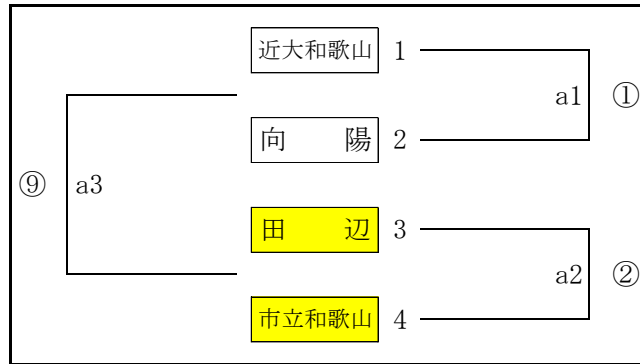 近大和歌山 1
a1 ①
向 陽 2
⑨ a3
田 辺 3
a2 ②
市立和歌山 4